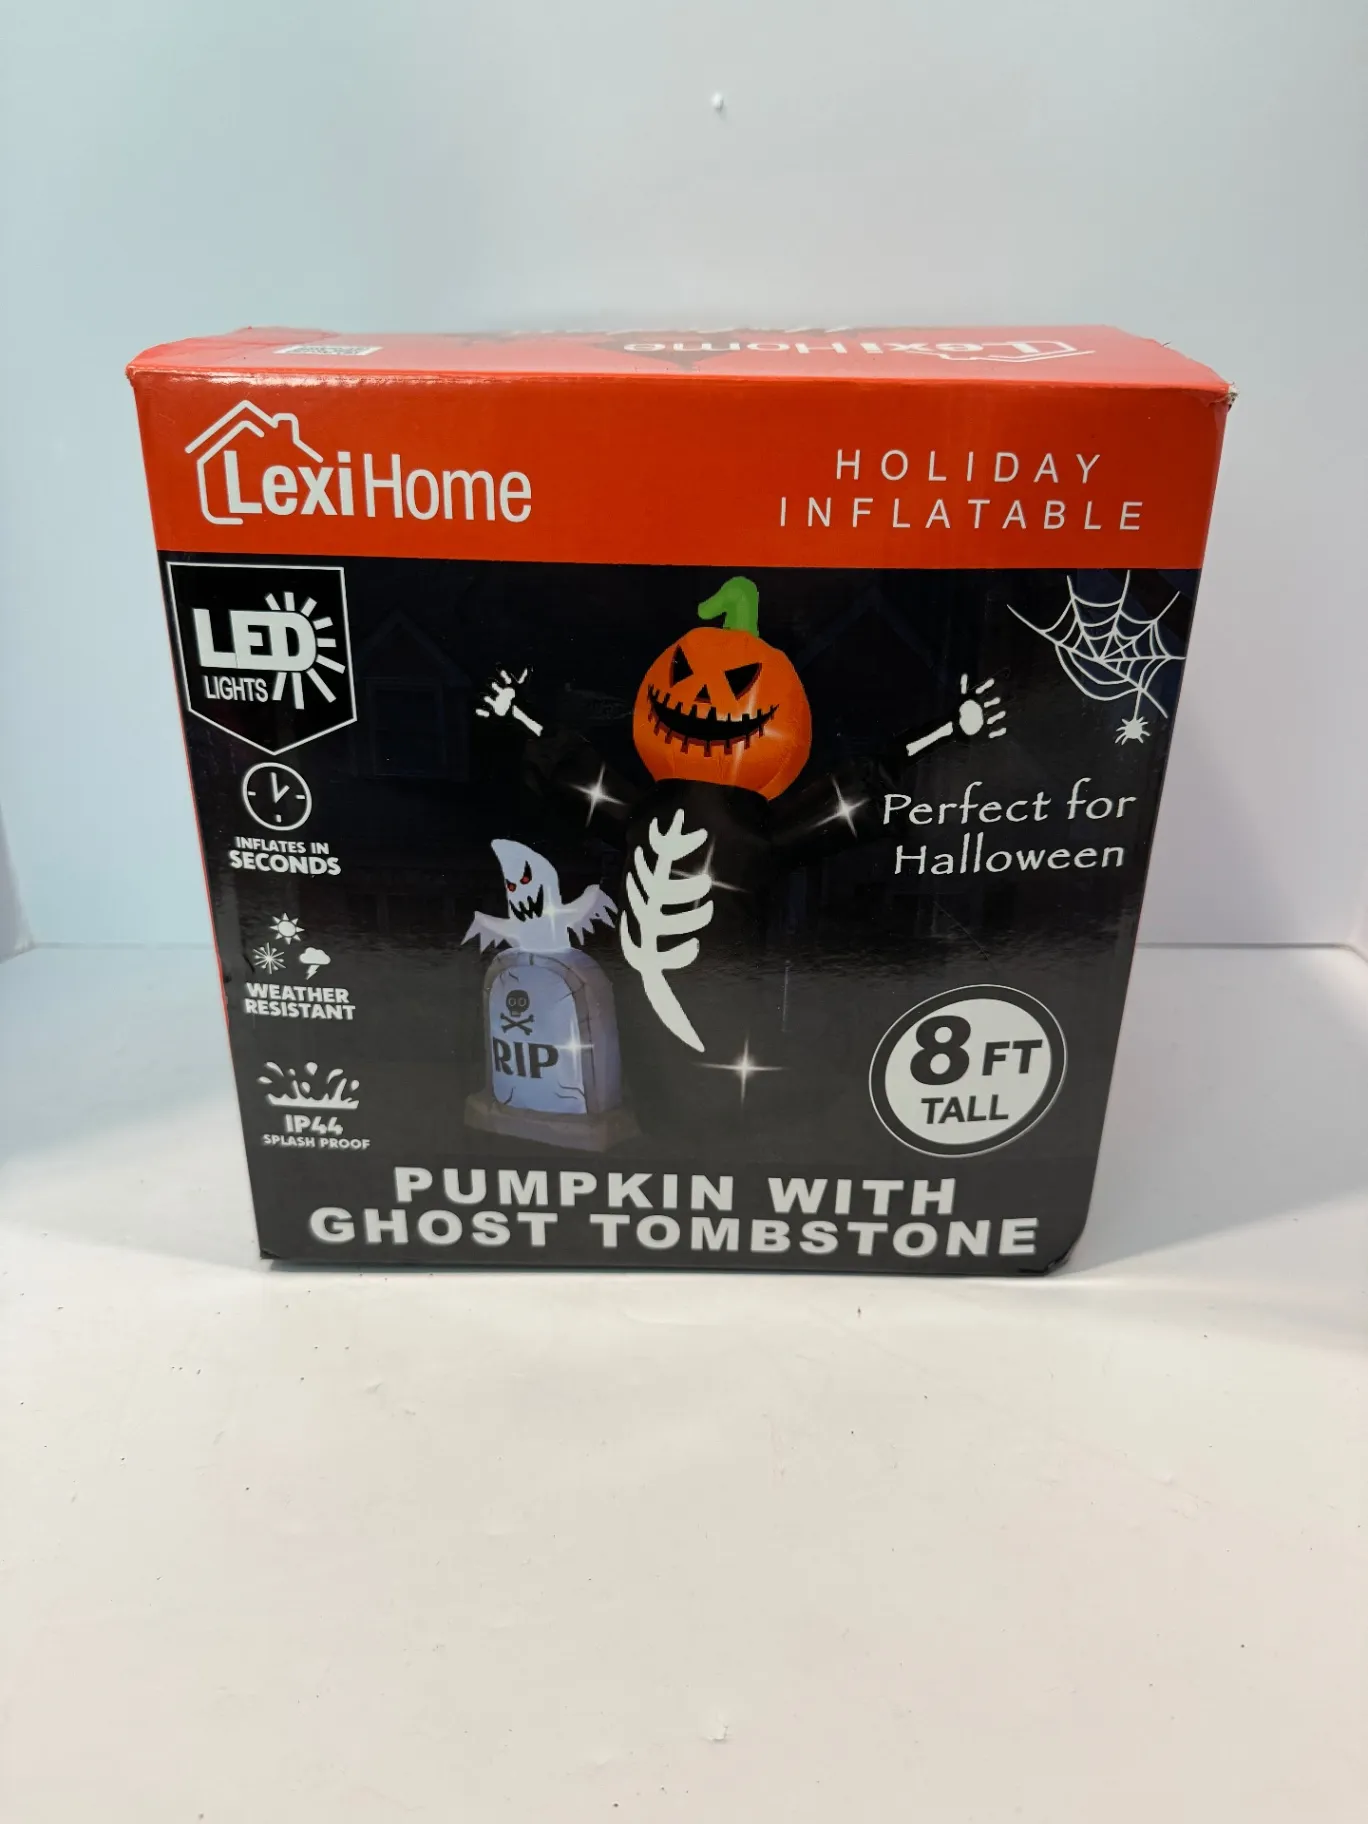 LexiHome
LexiHome
HOLIDAY
INFLATABLE
LED
LIGHTS
INFLATES IN
SECONDS
Perfect for
Halloween
WEATHER
RESISTANT
RIP
8 FT
TALL
IP44
SPLASH PROOF
PUMPKIN WITH
GHOST TOMBSTONE